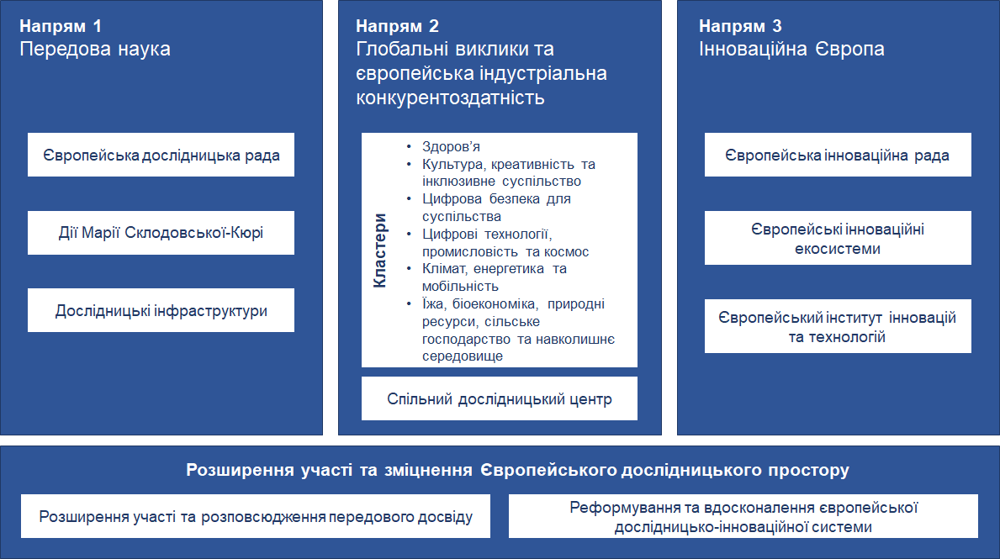 Напрям 1
Передова наука
Європейська дослідницька рада
Дії Марії Склодовської-Кюрі
Дослідницькі інфраструктури
Напрям 2
Глобальні виклики та
європейська індустріальна
конкурентоздатність
Кластери
• Здоров’я
• Культура, креативність та
інклюзивне суспільство
• Цифрова безпека для
суспільства
• Цифрові технології,
промисловість та космос
• Клімат, енергетика та
мобільність
• Їжа, біоекономіка, природні
ресурси, сільське
господарство та навколишнє
середовище
Спільний дослідницький центр
Напрям 3
Інноваційна Європа
Європейська інноваційна рада
Європейські інноваційні
екосистеми
Європейський інститут інновацій
та технологій
Розширення участі та зміцнення Європейського дослідницького простору
Розширення участі та розповсюдження передового досвіду
Реформування та вдосконалення європейської
дослідницько-інноваційної системи